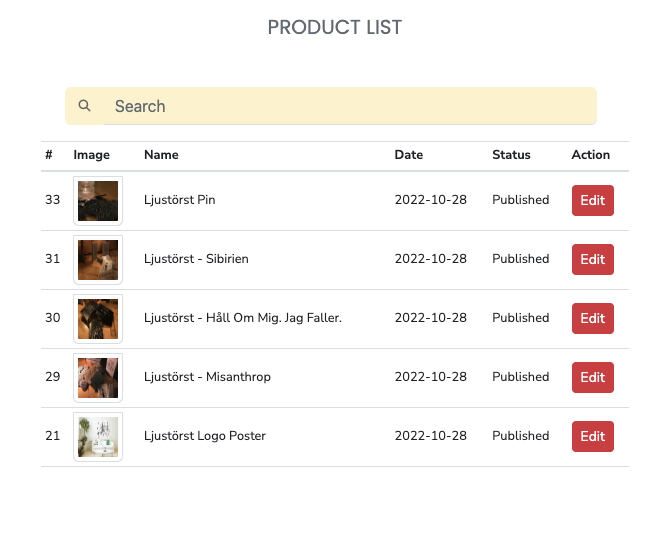 PRODUCT LIST
Search
# Image Name Date Status Action
33 Ljustörst Pin 2022-10-28 Published Edit
31 Ljustörst - Sibirien 2022-10-28 Published Edit
30 Ljustörst - Håll Om Mig. Jag Faller. 2022-10-28 Published Edit
29 Ljustörst - Misanthrop 2022-10-28 Published Edit
21 Ljustörst Logo Poster 2022-10-28 Published Edit